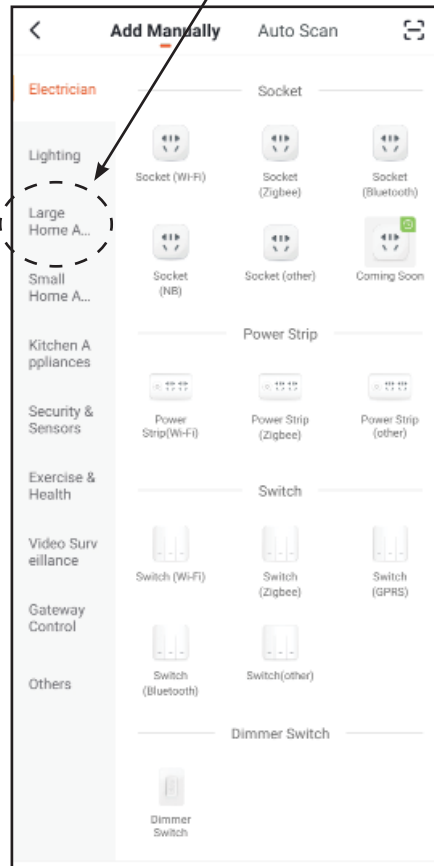 Add Manually Auto Scan
Electrician
Lighting
Large
Home A...
Small
Home A...
Kitchen A
ppliances
Security &
Sensors
Exercise &
Health
Video Surv
eillance
Gateway
Control
Others
Socket
Socket (Wi-Fi) Socket
(Zigbee) Socket
(Bluetooth)
Socket
(NB) Socket (other) Coming Soon
Power Strip
Power
Strip(Wi-Fi) Power Strip
(Zigbee) Power Strip
(other)
Switch
Switch (Wi-Fi) Switch
(Zigbee) Switch
(GPRS)
Switch
(Bluetooth) Switch(other)
Dimmer Switch
Dimmer
Switch